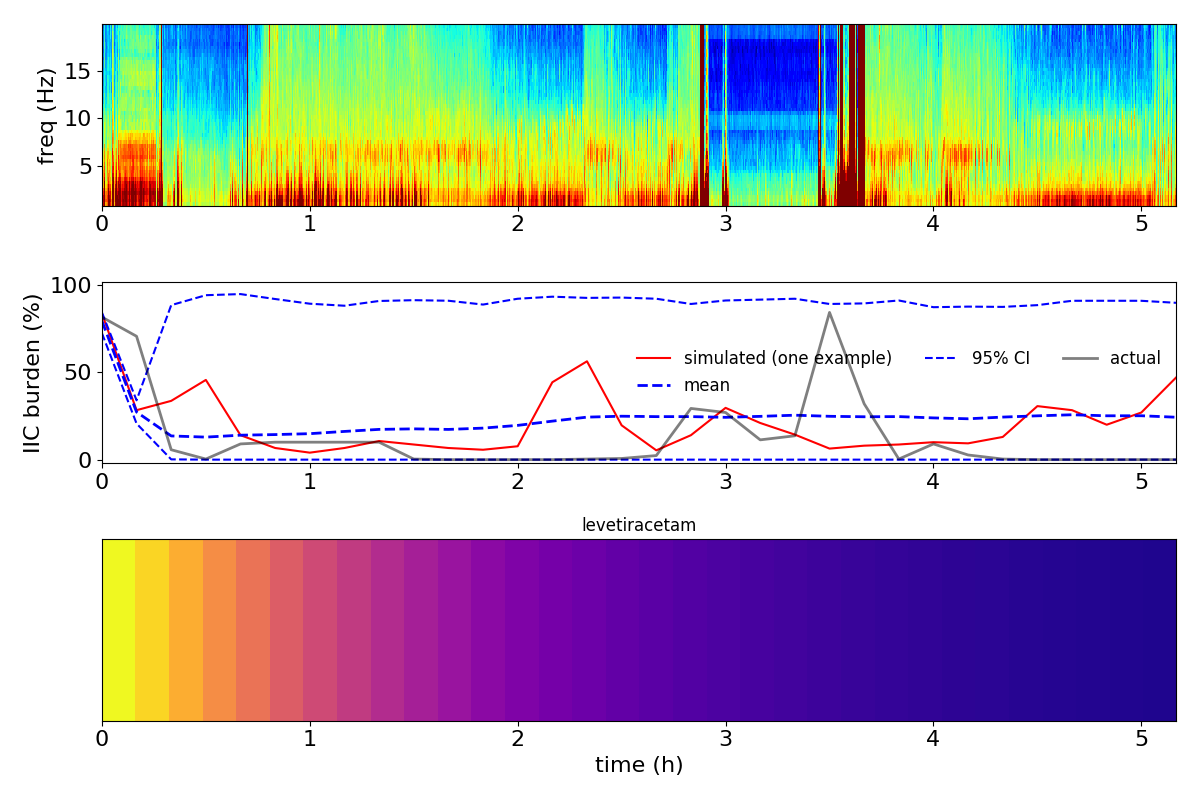 freq (Hz)
15
10
5
0 1 2 3 4 5
IIC burden (%)
100
50
0
simulated (one example) 95% CI actual
mean
0 1 2 3 4 5
levetiracetam
0 1 2 3 4 5
time (h)